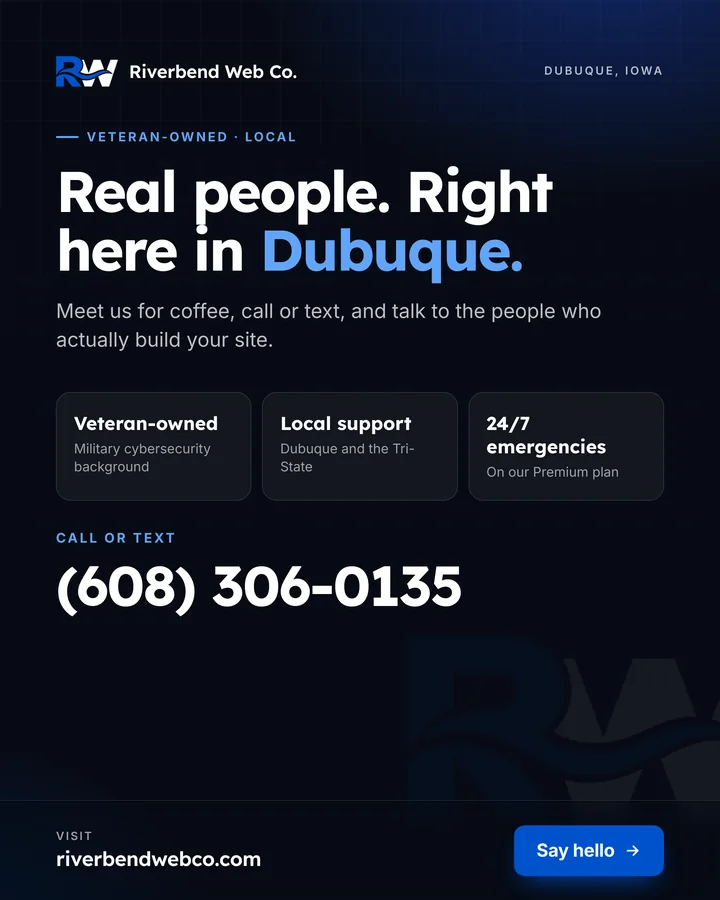 RW Riverbend Web Co.
DUBUQUE, IOWA
VETERAN-OWNED · LOCAL
Real people. Right
here in Dubuque.
Meet us for coffee, call or text, and talk to the people who
actually build your site.
Veteran-owned
Military cybersecurity
background
Local support
Dubuque and the Tri-
State
24/7
emergencies
On our Premium plan
CALL OR TEXT
(608) 306-0135
RW
VISIT
riverbendwebco.com
Say hello →